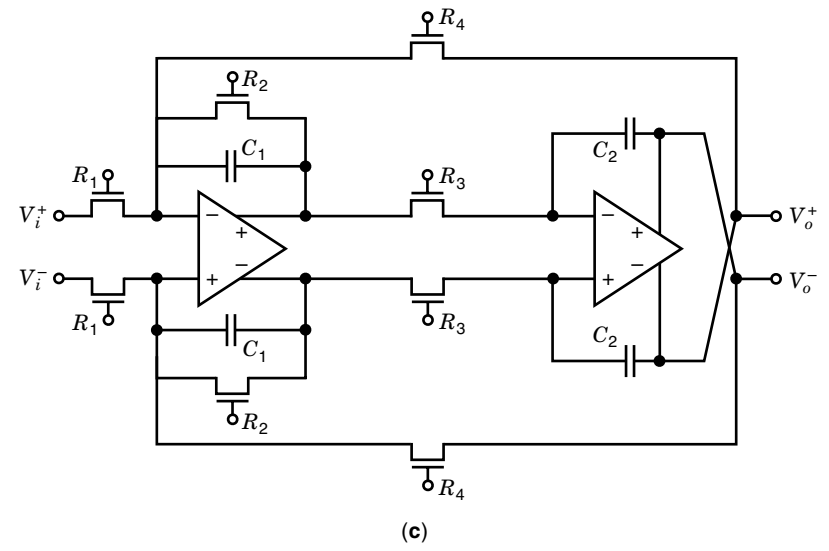 R4
R2
C1
C2
R1
R3
Vi+
−
+
−
+
Vo+
Vi−
−
+
+
−
Vo−
R1
R3
C1
C2
R2
R4
(c)